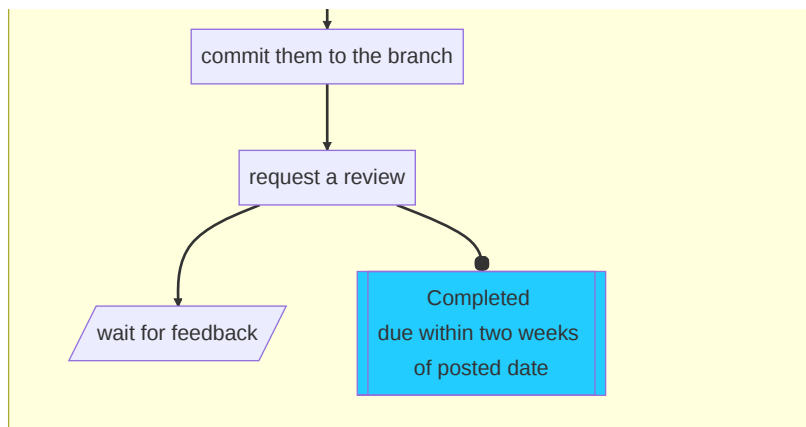 commit them to the branch
request a review
wait for feedback
Completed
due within two weeks
of posted date